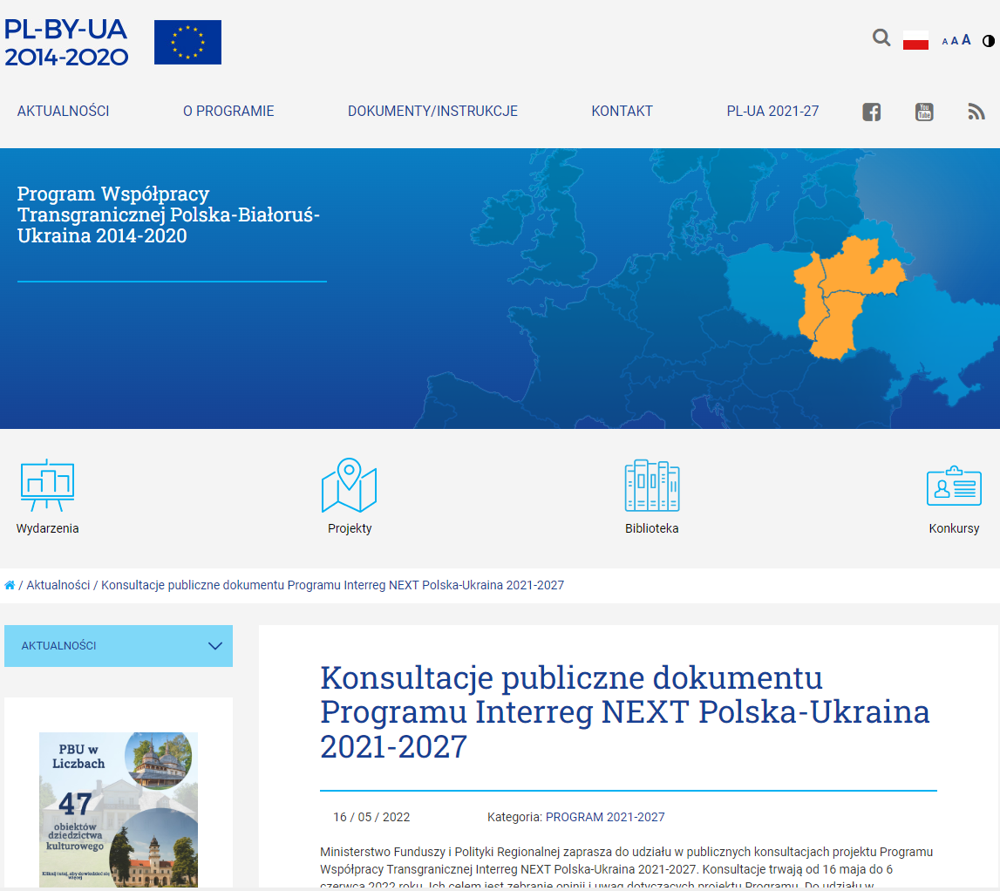 PL-BY-UA
2014-2020
A A A
AKTUALNOŚCI O PROGRAMIE DOKUMENTY/INSTRUKCJE KONTAKT PL-UA 2021-27
You
Tube
Program Współpracy
Transgranicznej Polska-Białoruś-
Ukraina 2014-2020
Wydarzenia Projekty Biblioteka Konkursy
/ Aktualności / Konsultacje publiczne dokumentu Programu Interreg NEXT Polska-Ukraina 2021-2027
AKTUALNOŚCI
PBU w
Liczbach
47
obiektów
dziedzictwa
kulturowego
Kliknij tutaj, aby dowiedzieć się
więcej
Konsultacje publiczne dokumentu
Programu Interreg NEXT Polska-Ukraina
2021-2027
16 / 05 / 2022 Kategoria: PROGRAM 2021-2027
Ministerstwo Funduszy i Polityki Regionalnej zaprasza do udziału w publicznych konsultacjach projektu Programu
Współpracy Transgranicznej Interreg NEXT Polska-Ukraina 2021-2027. Konsultacje trwają od 16 maja do 6
czerwca 2022 roku. Ich celem jest zebranie opinii i uwag dotyczących projektu Programu. Do udziału w